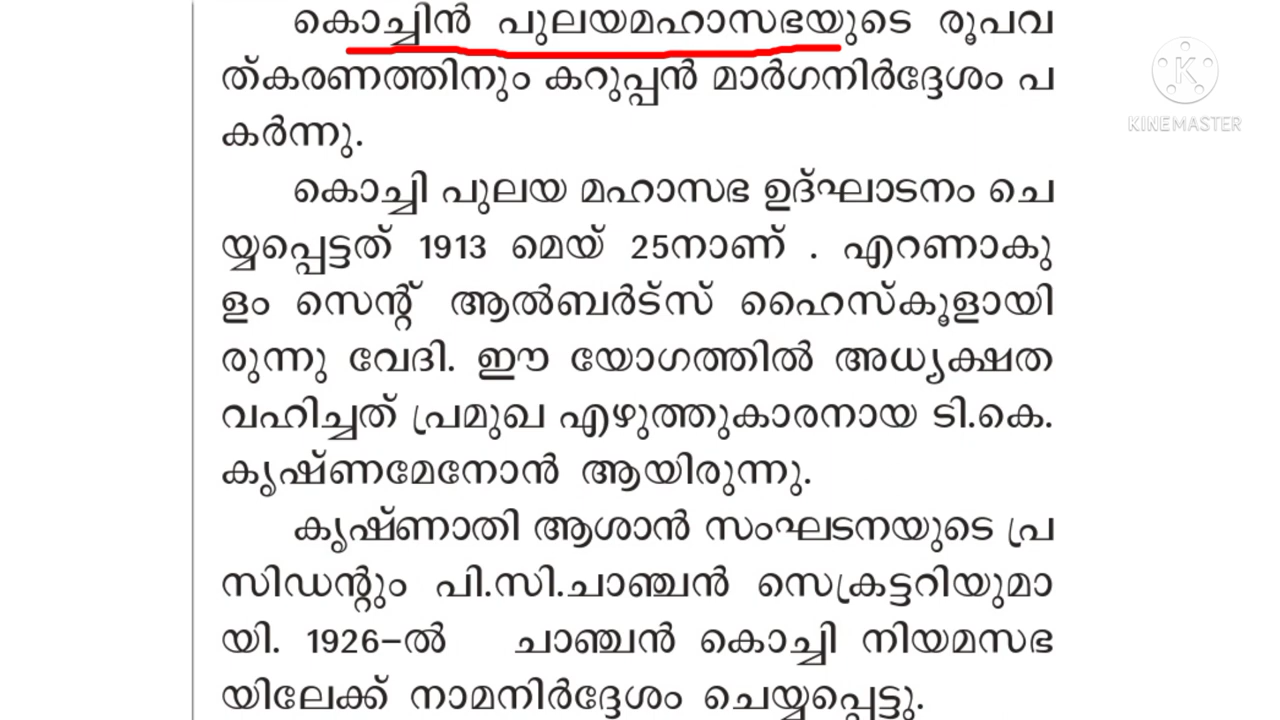 കൊച്ചിൻ പുലയമഹാസഭയുടെ രൂപവ
ത്കരണത്തിനും കറുപ്പൻ മാർഗനിർദ്ദേശം പ
കർന്നു.
കൊച്ചി പുലയ മഹാസഭ ഉദ്ഘാടനം ചെ
യ്യപ്പെട്ടത് 1913 മെയ് 25നാണ് . എറണാകു
ളം സെന്റ് ആൽബർട്സ് ഹൈസ്കൂളായി
രുന്നു വേദി. ഈ യോഗത്തിൽ അധ്യക്ഷത
വഹിച്ചത് പ്രമുഖ എഴുത്തുകാരനായ ടി.കെ.
കൃഷ്ണമേനോൻ ആയിരുന്നു.
കൃഷ്ണാതി ആശാൻ സംഘടനയുടെ പ്ര
സിഡന്റും പി.സി.ചാഞ്ചൻ സെക്രട്ടറിയുമാ
യി. 1926-ൽ ചാഞ്ചൻ കൊച്ചി നിയമസഭ
യിലേക്ക് നാമനിർദ്ദേശം ചെയ്യപ്പെട്ടു.
K
KINEMASTER